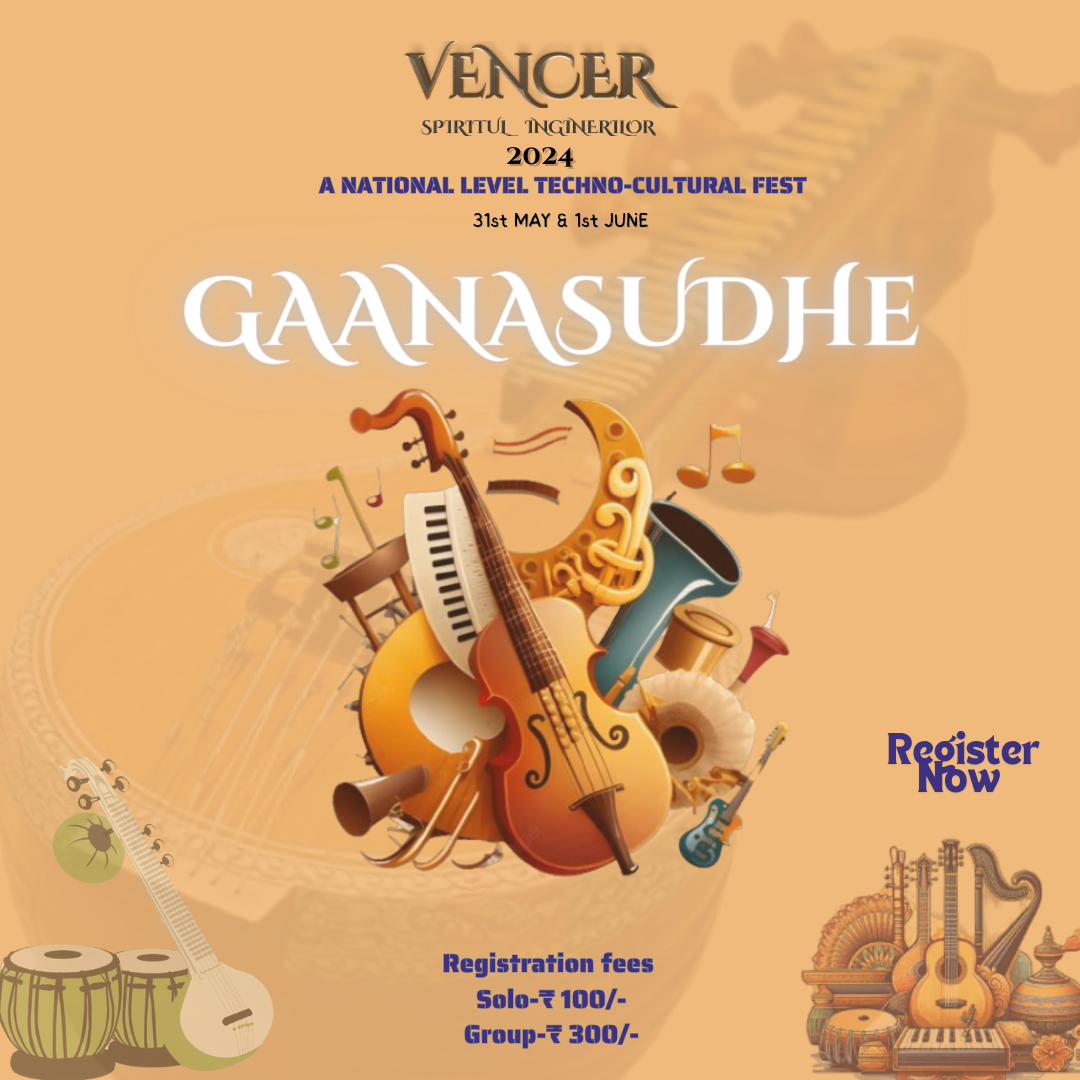 VENCER
SPIRITUL INGINERILOR
2024
A NATIONAL LEVEL TECHNO-CULTURAL FEST
31st MAY & 1st JUNE
GAANASUDHE
Register
Now
Registration fees
Solo-₹ 100/-
Group-₹ 300/-